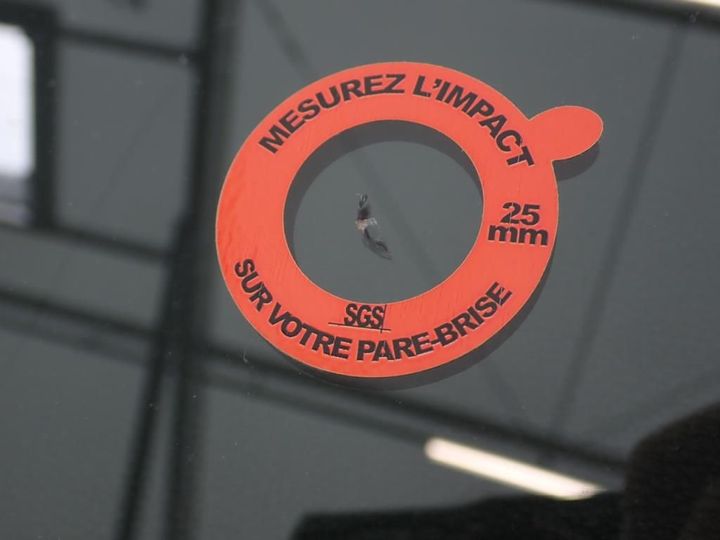 MESUREZ L'IMPACT
25
mm
SGS
SUR VOTRE PARE-BRISE